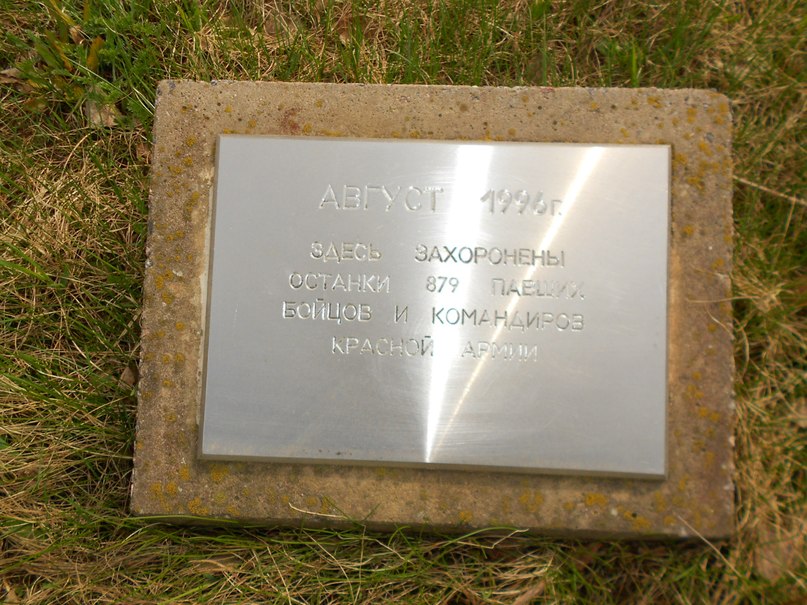 АВГУСТ 1996г.
ЗДЕСЬ ЗАХОРОНЕНЫ
ОСТАНКИ 879 ПАВШИХ
БОЙЦОВ И КОМАНДИРОВ
КРАСНОЙ АРМИИ